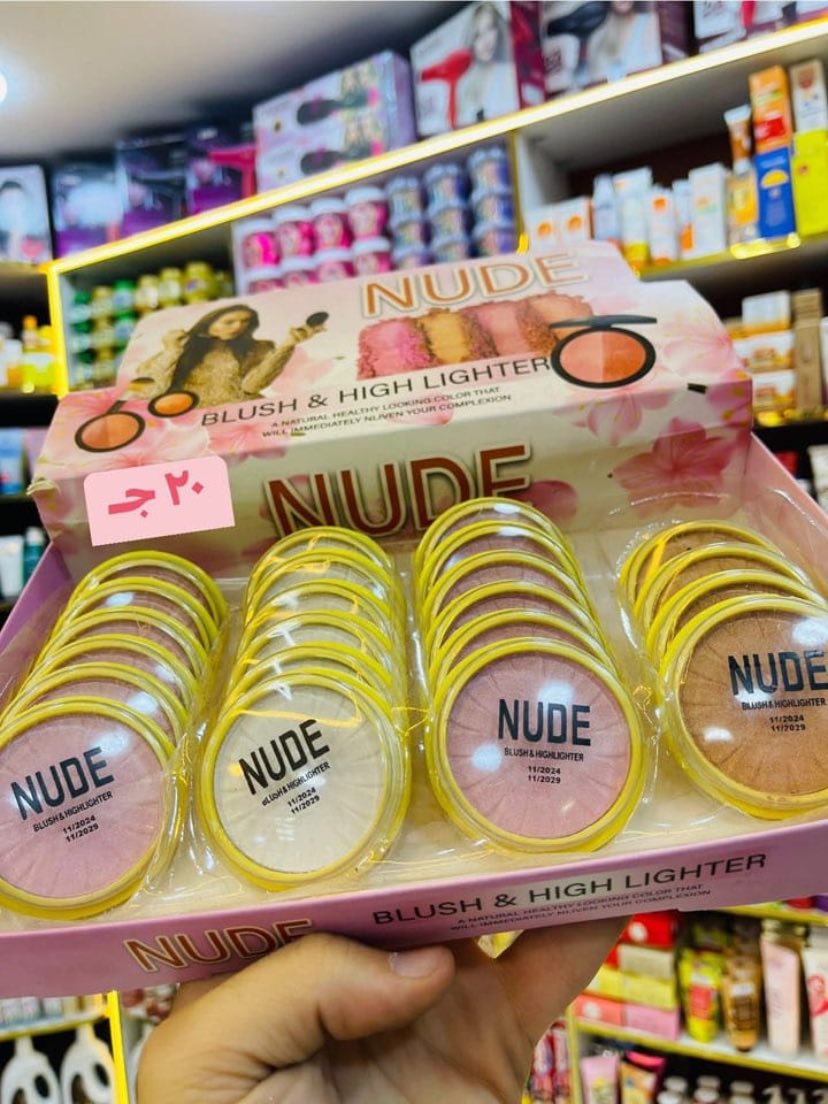 NUDE
BLUSH & HIGH LIGHTER
A NATURAL HEALTHY LOOKING COLOR THAT
WILL IMMEDIATELY NLIVEN YOUR COMPLEXION
NUDE
٢٠ جـ
NUDE
BLUSH & HIGHLIGHTER
11/2024
11/2029
NUDE
BLUSH & HIGHLIGHTER
11/2024
11/2029
NUDE
BLUSH & HIGHLIGHTER
11/2024
11/2029
NUDE
BLUSH & HIGHLIGHTER
11/2024
11/2029
NUDE
BLUSH & HIGH LIGHTER
A NATURAL HEALTHY LOOKING COLOR THAT
WILL IMMEDIATELY NLIVEN YOUR COMPLEXION